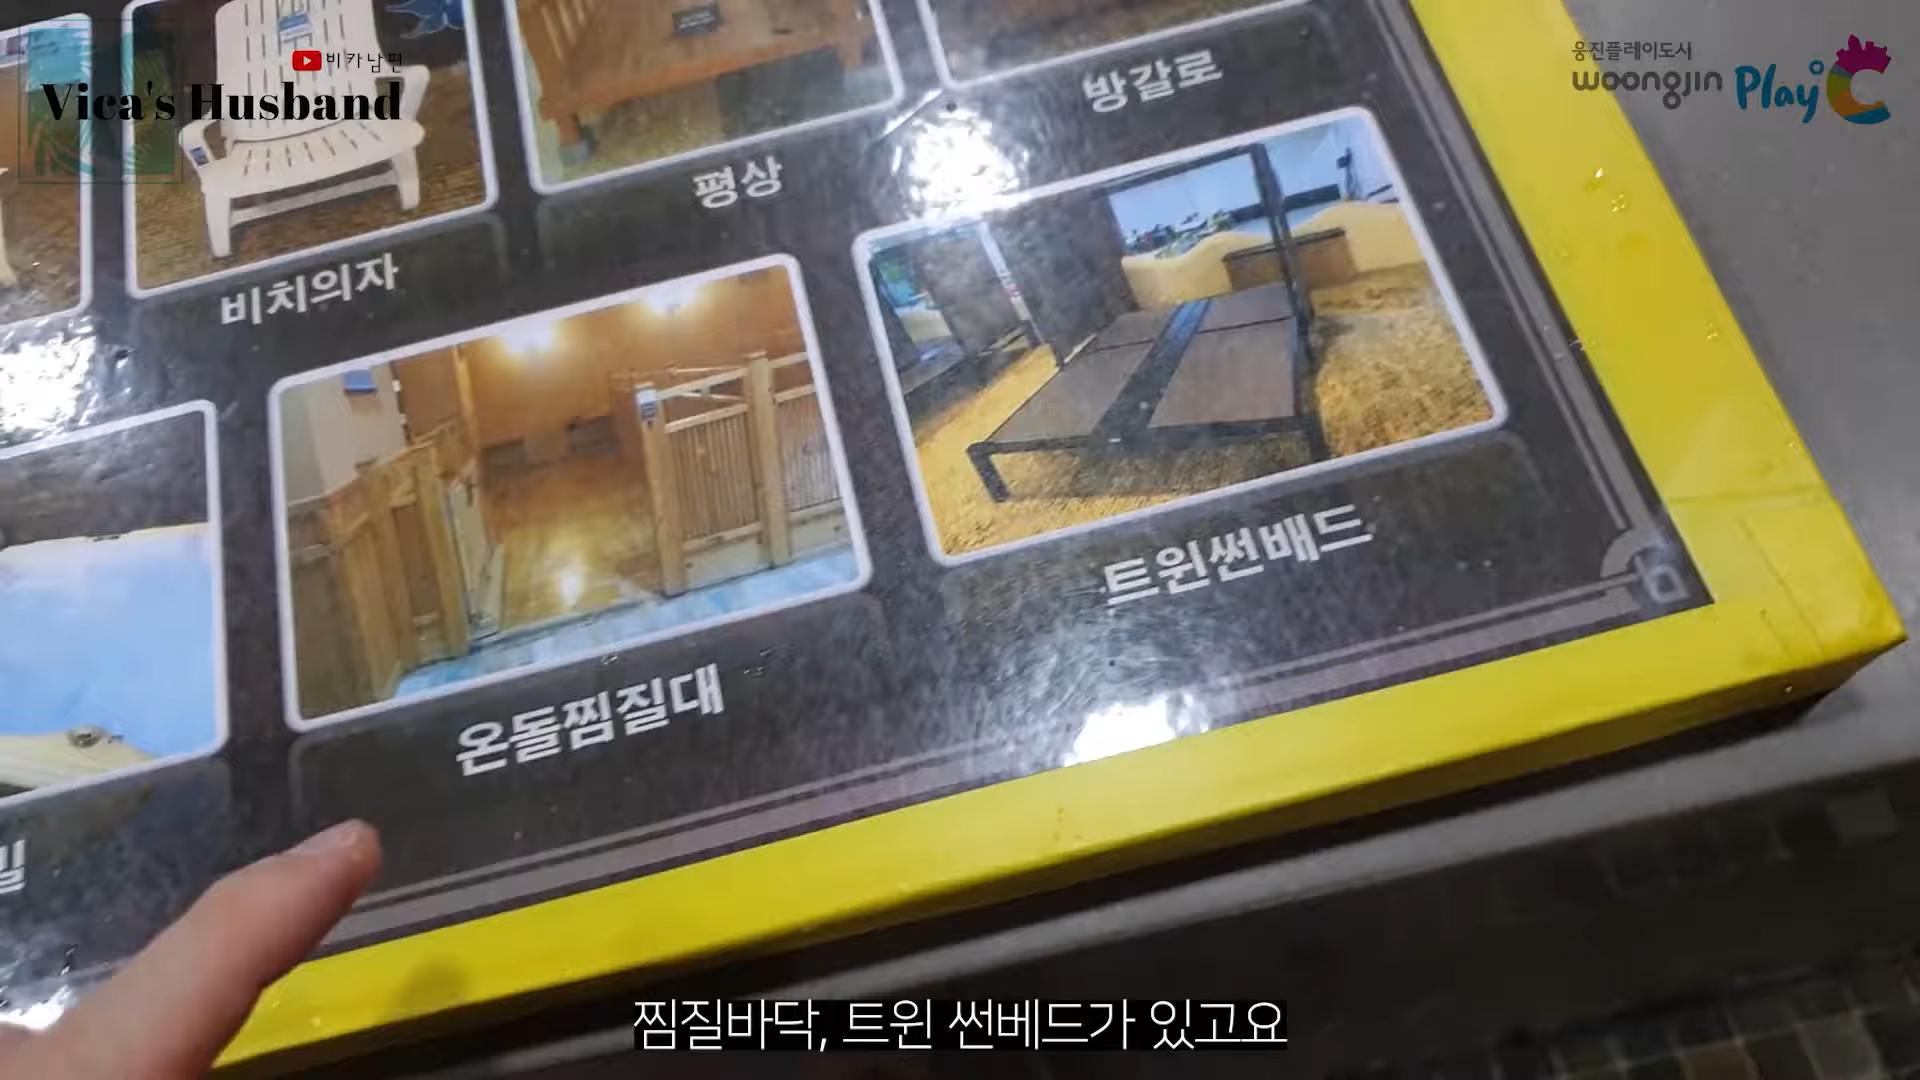 비카남편
Vica's Husband
웅진플레이도시
woongjin Play
방갈로
평상
비치의자
트윈썬배드
온돌찜질대
찜질바닥, 트윈 썬베드가 있고요